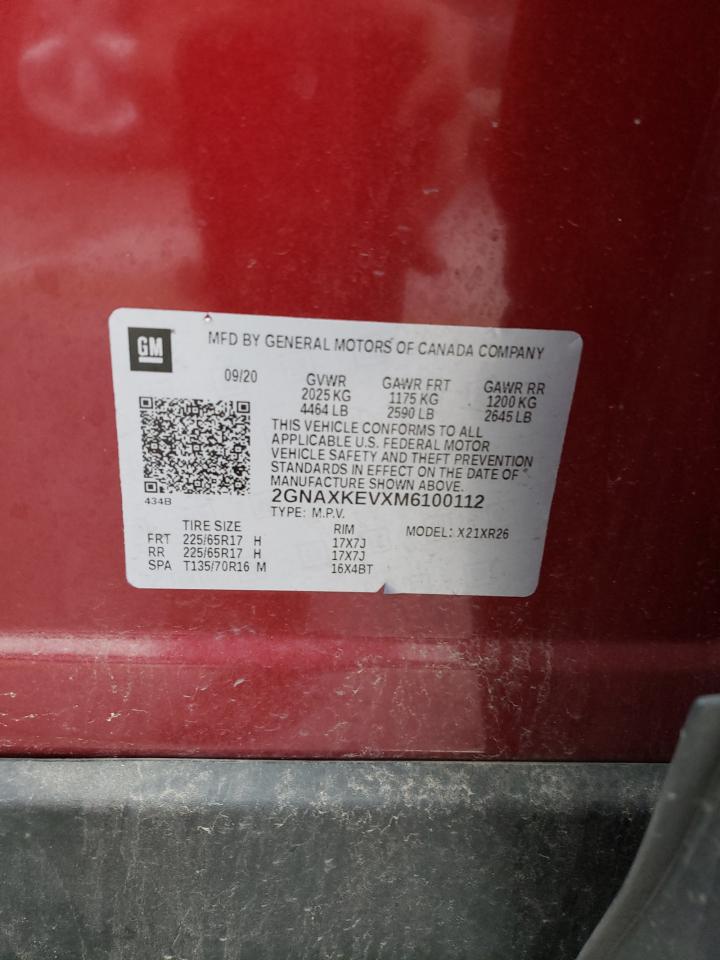 GM
MFD BY GENERAL MOTORS OF CANADA COMPANY
09/20 GVWR GAWR FRT GAWR RR
2025 KG 1175 KG 1200 KG
4464 LB 2590 LB 2645 LB
THIS VEHICLE CONFORMS TO ALL
APPLICABLE U.S. FEDERAL MOTOR
VEHICLE SAFETY AND THEFT PREVENTION
STANDARDS IN EFFECT ON THE DATE OF
MANUFACTURE SHOWN ABOVE.
434B
2GNAXKEVXM6100112
TYPE: M.P.V. MODEL: X21XR26
TIRE SIZE RIM
FRT 225/65R17 H 17X7J
RR 225/65R17 H 17X7J
SPA T135/70R16 M 16X4BT